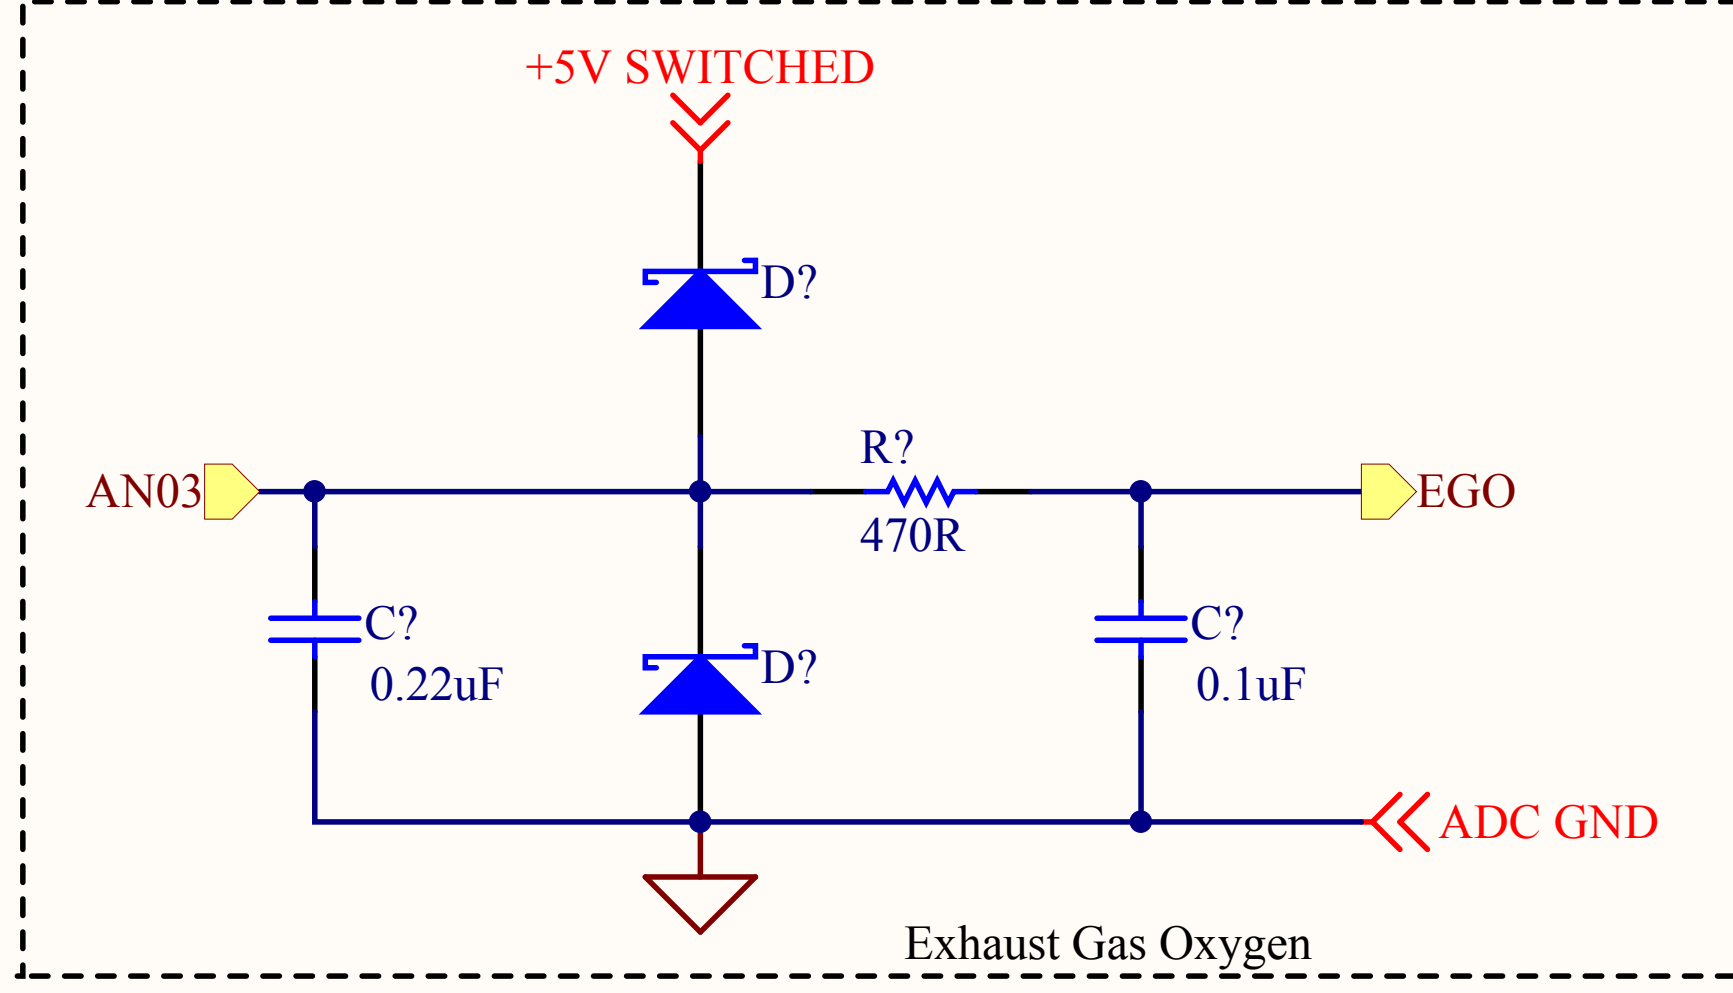 +5V SWITCHED
D?
R?
AN03
EGO
470R
C?
D?
C?
0.22uF
0.1uF
ADC GND
Exhaust Gas Oxygen